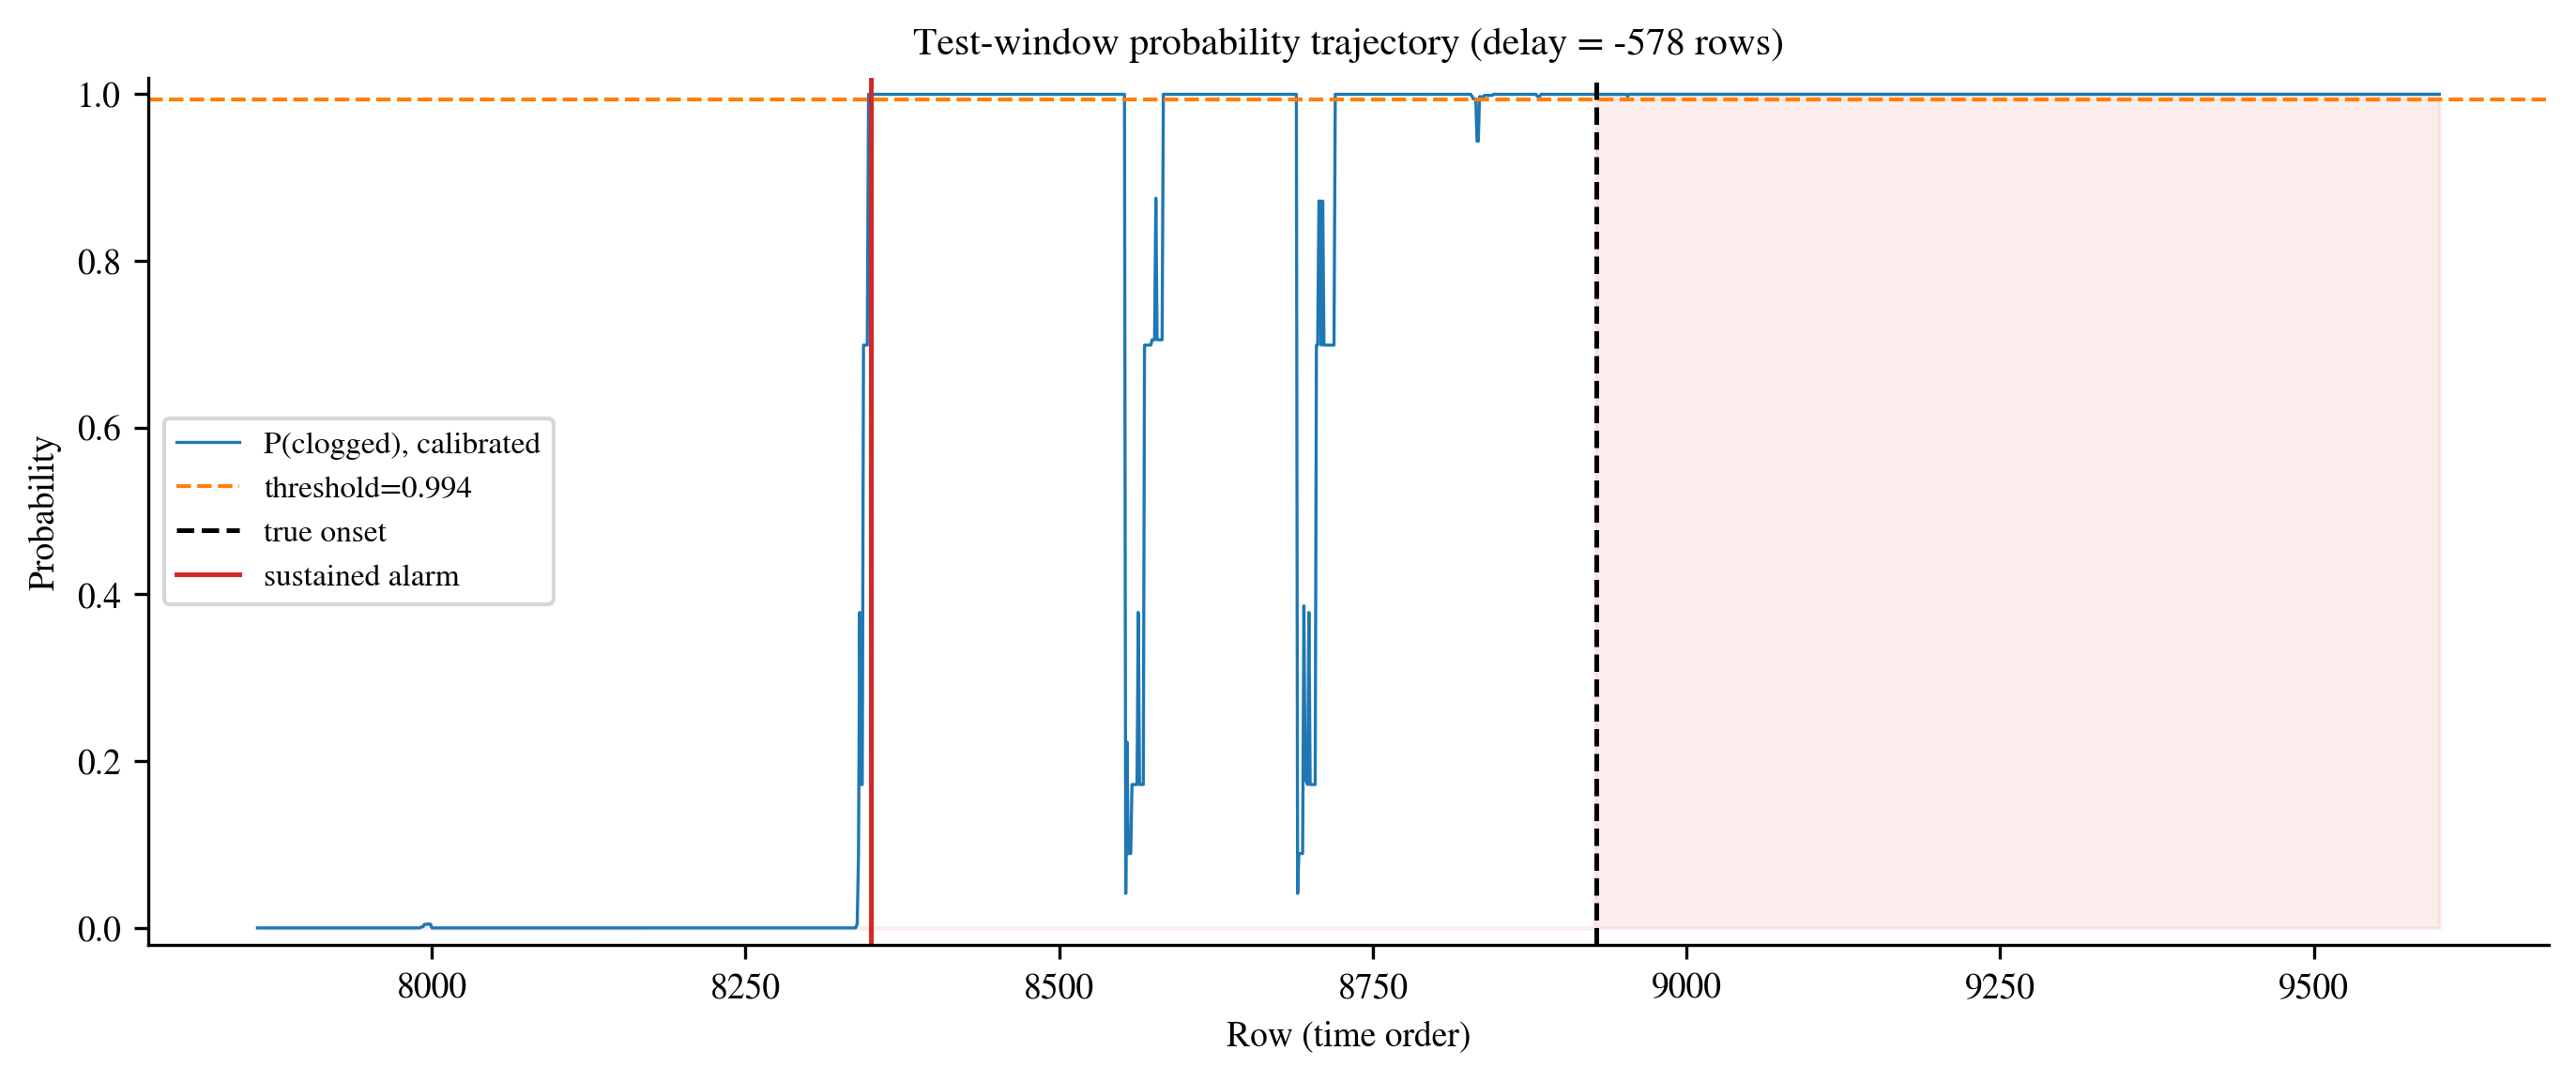 Test-window probability trajectory (delay = -578 rows)
1.0
0.8
0.6
0.4
0.2
0.0
Probability
P(clogged), calibrated
threshold=0.994
true onset
sustained alarm
8000 8250 8500 8750 9000 9250 9500
Row (time order)